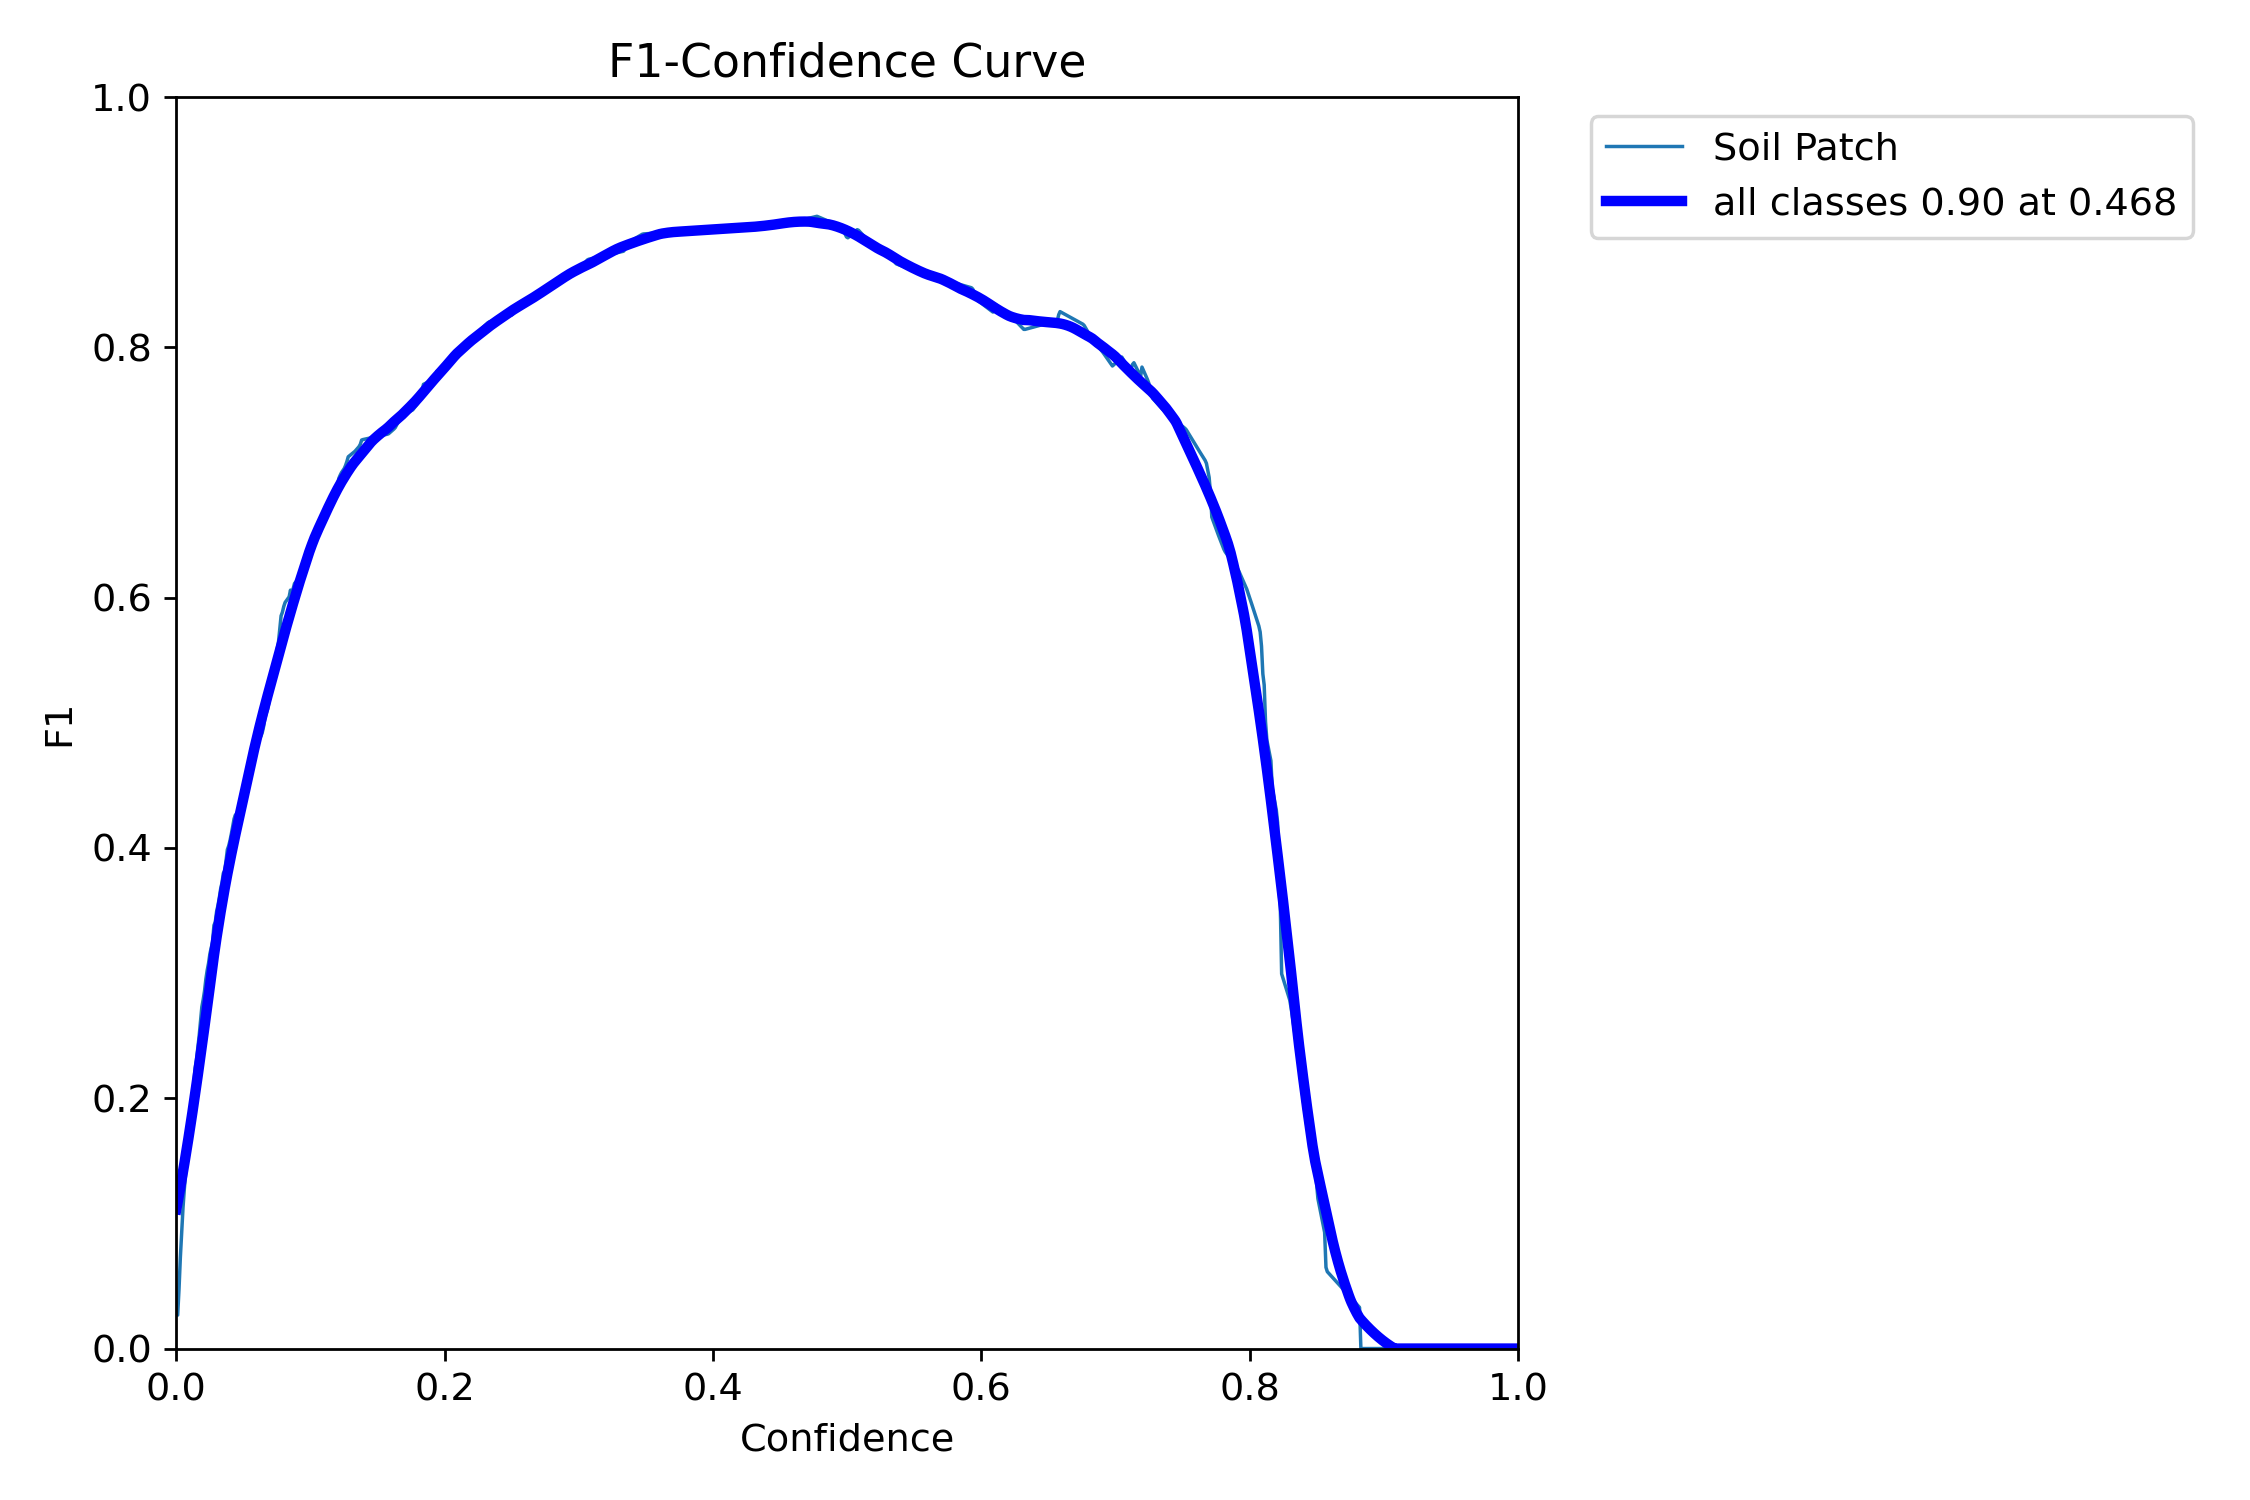 F1-Confidence Curve
1.0
0.8
0.6
0.4
0.2
0.0
F1
0.0 0.2 0.4 0.6 0.8 1.0
Confidence
Soil Patch
all classes 0.90 at 0.468